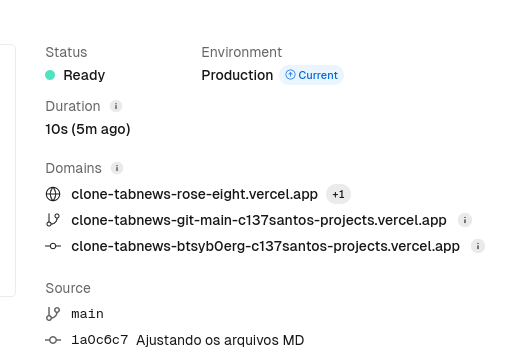 Status
Environment
Ready
Production
Current
Duration
10s (5m ago)
Domains
clone-tabnews-rose-eight.vercel.app +1
clone-tabnews-git-main-c137santos-projects.vercel.app
clone-tabnews-btsyb0erg-c137santos-projects.vercel.app
Source
main
1a0c6c7 Ajustando os arquivos MD